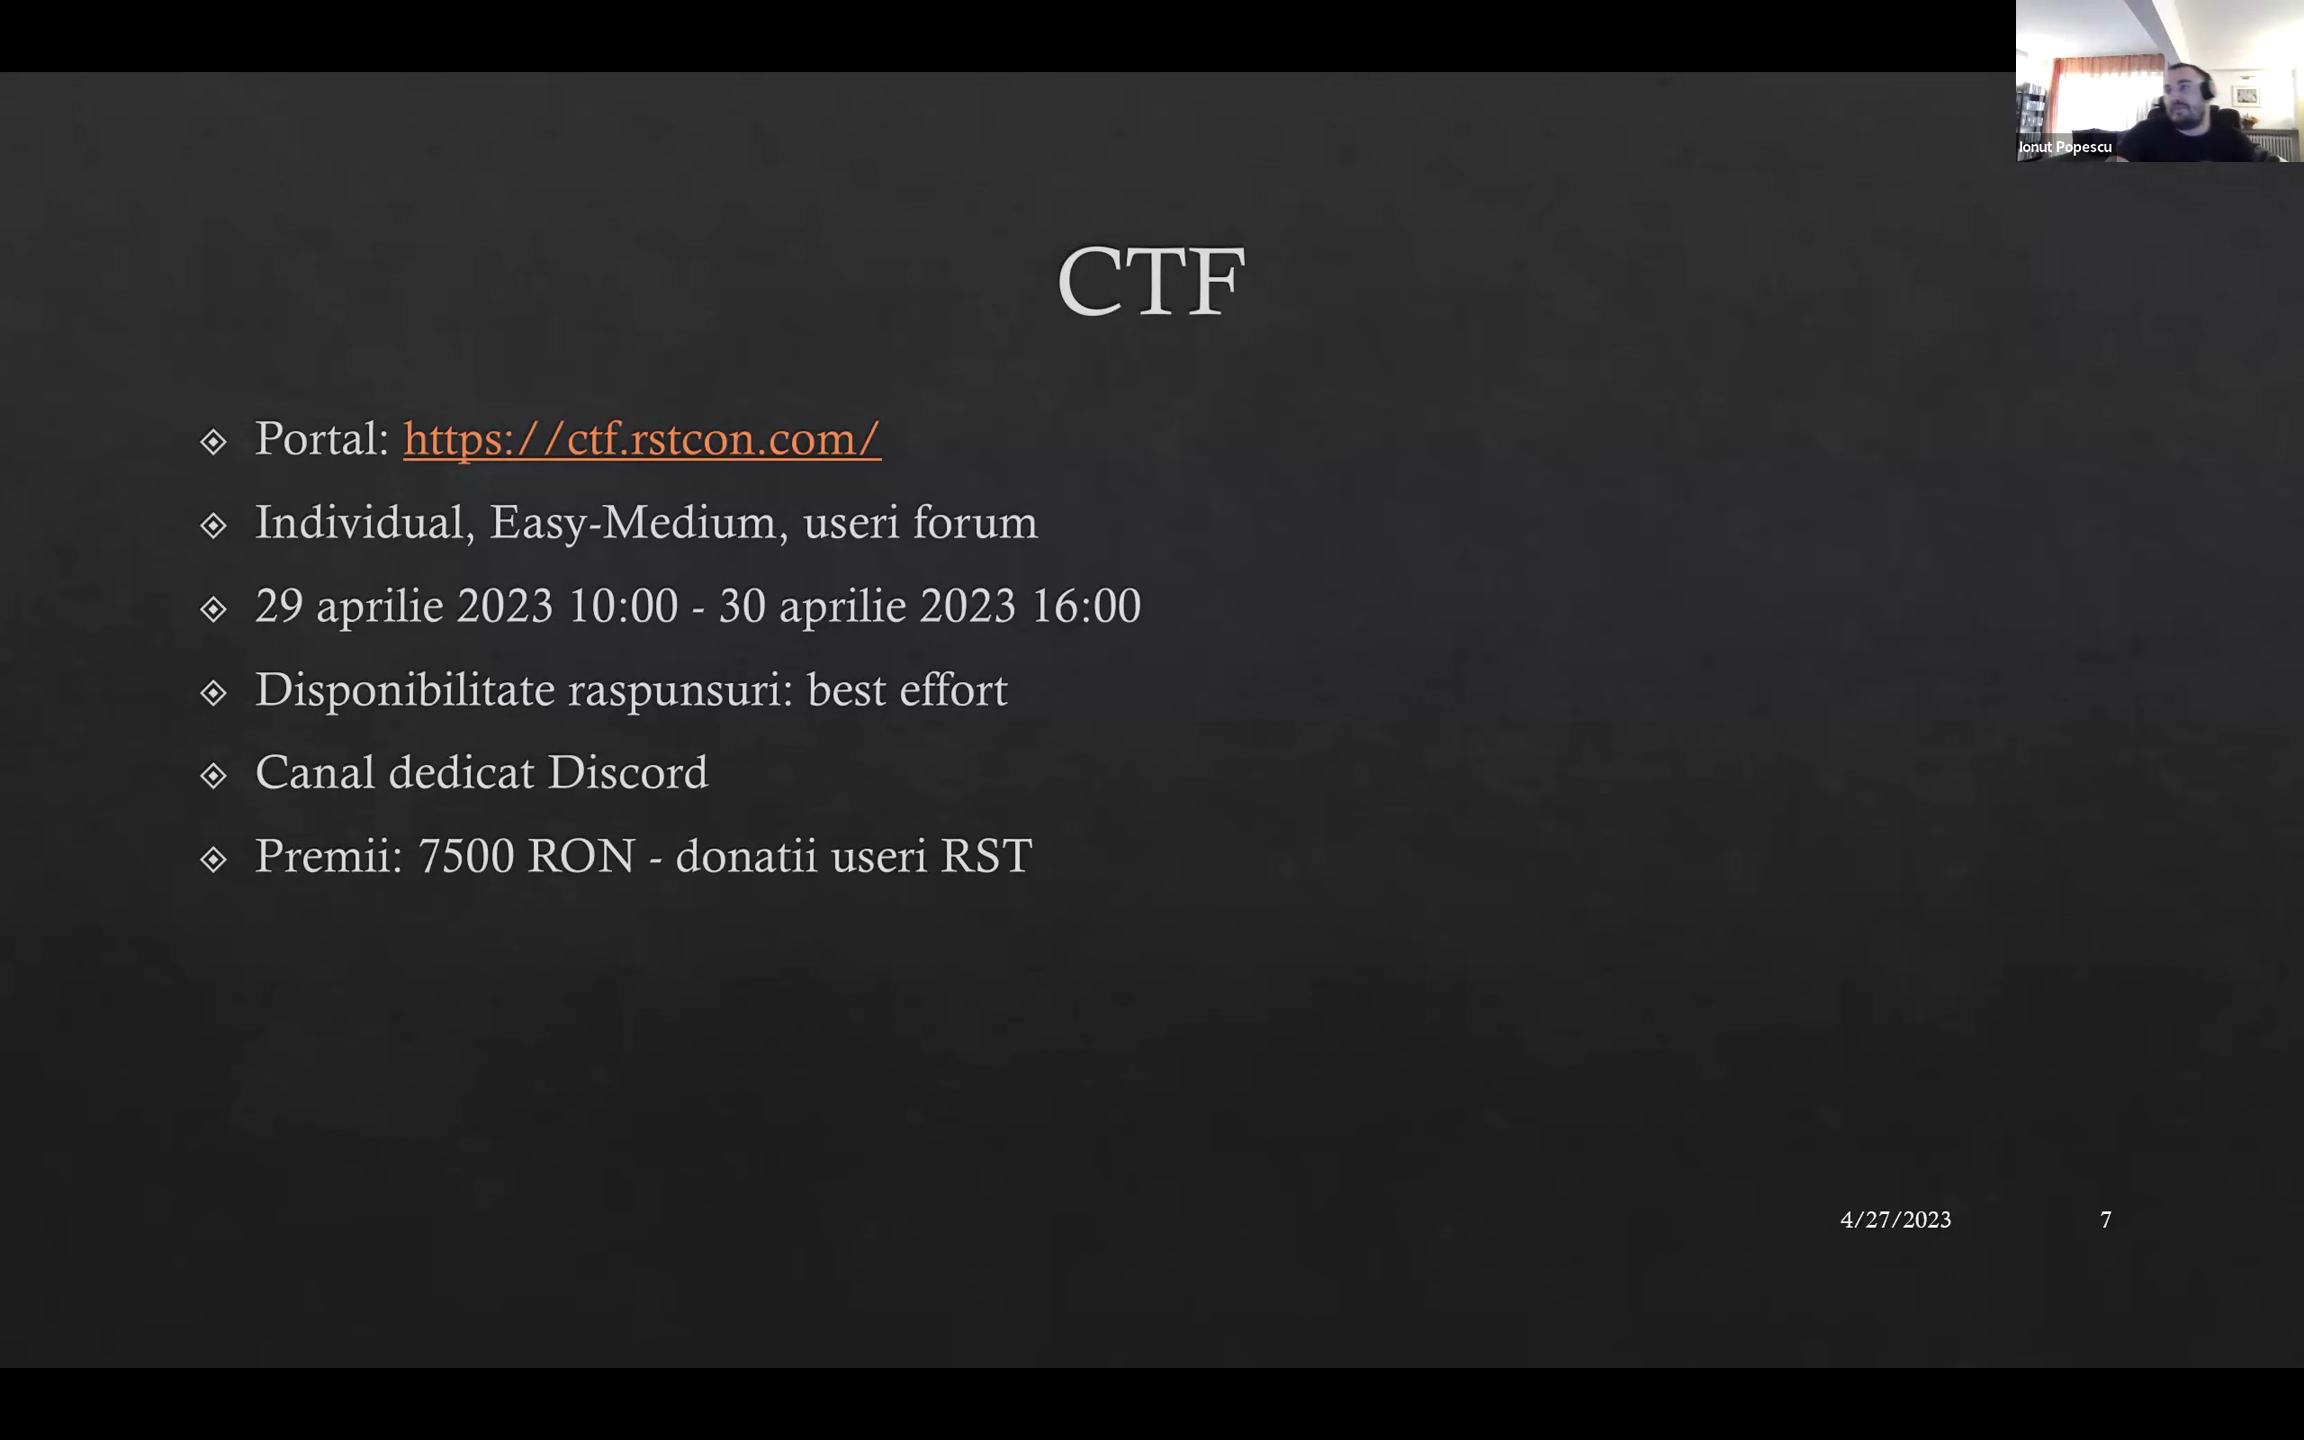 Ionut Popescu
CTF
Portal: https://ctf.rstcon.com/
Individual, Easy-Medium, useri forum
29 aprilie 2023 10:00 - 30 aprilie 2023 16:00
Disponibilitate raspunsuri: best effort
Canal dedicat Discord
Premii: 7500 RON - donatii useri RST
4/27/2023
7